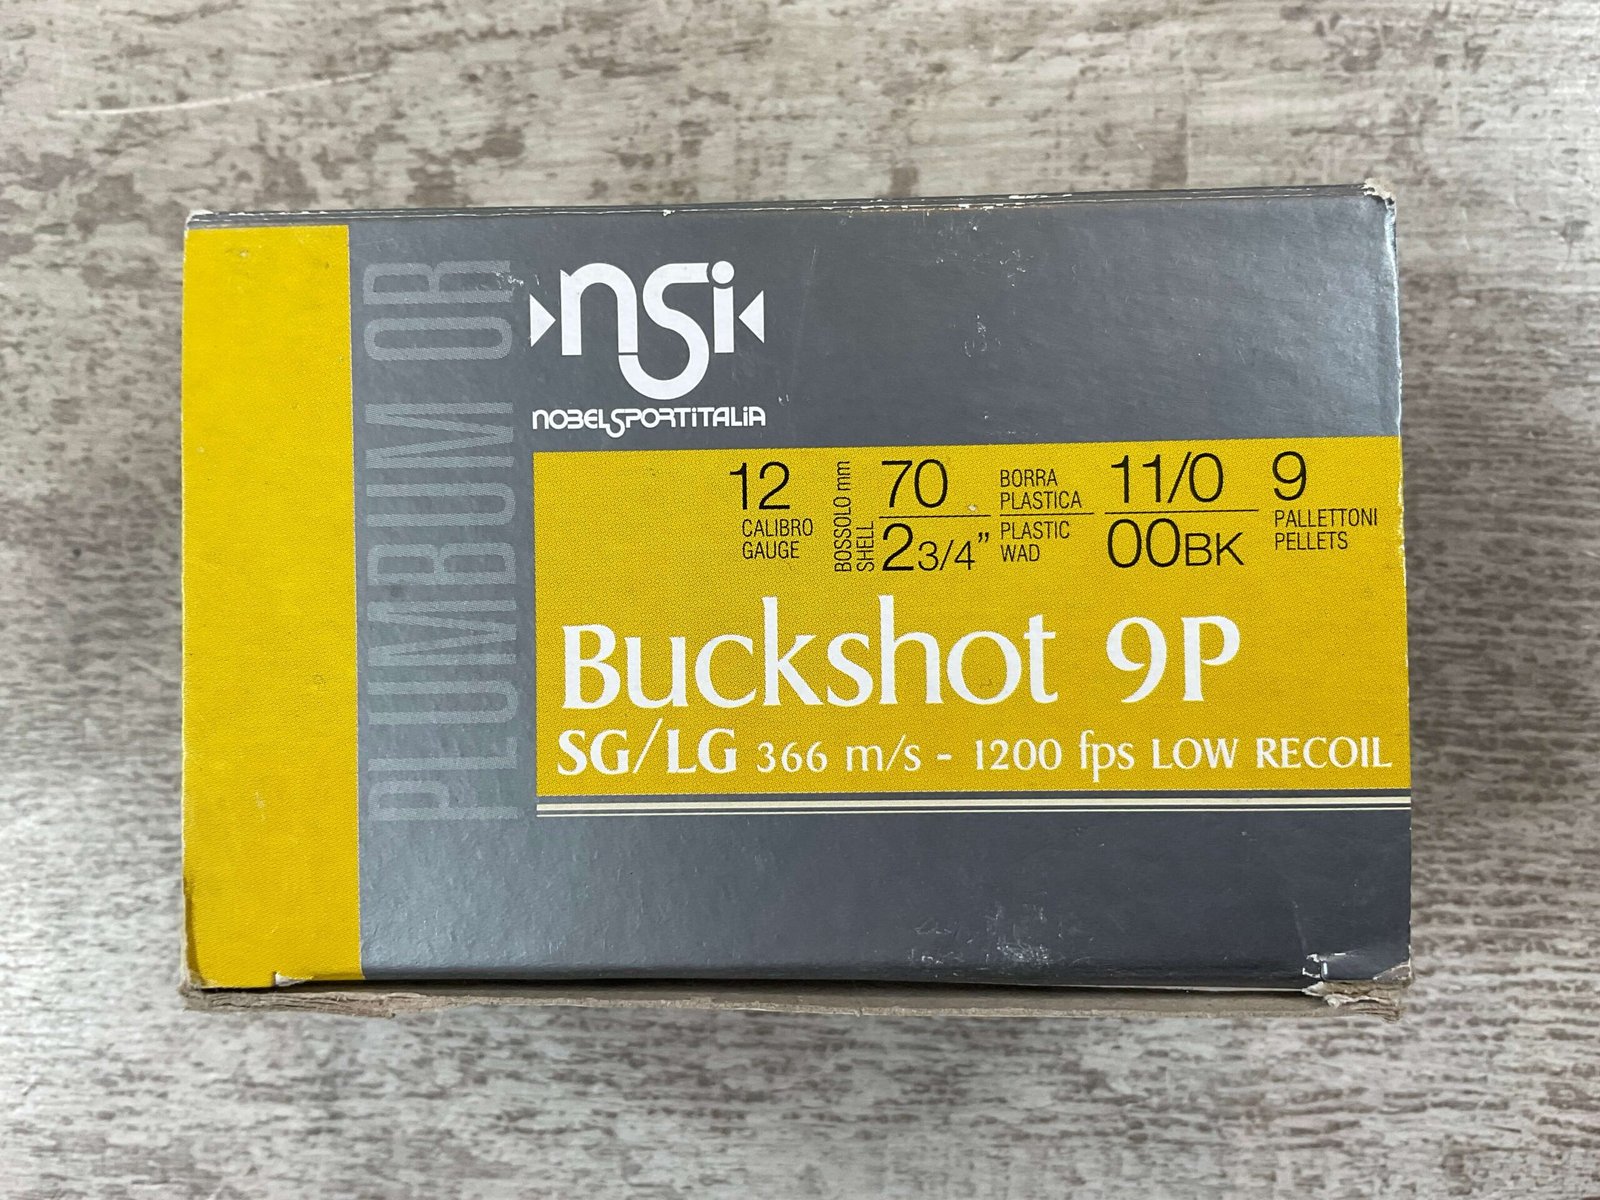 PLUMBUM OR
nsi
NOBELSPORTITALIA
12
CALIBRO
GAUGE
BOSSOLO mm
SHELL
70
2 3/4”
BORRA
PLASTICA
PLASTIC
WAD
11/0
00BK
9
PALLETTONI
PELLETS
Buckshot 9P
SG/LG 366 m/s - 1200 fps LOW RECOIL